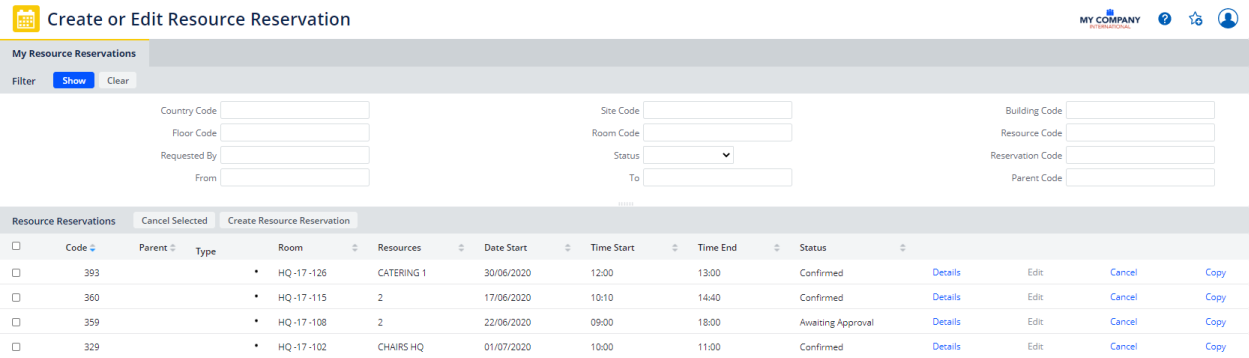 Create or Edit Resource Reservation
MY COMPANY
INTERNATIONAL
My Resource Reservations
Filter Show Clear
Country Code Site Code Building Code
Floor Code Room Code Resource Code
Requested By Status Reservation Code
From To Parent Code
Resource Reservations Cancel Selected Create Resource Reservation
Code Parent Type Room Resources Date Start Time Start Time End Status
393 • HQ -17 -126 CATERING 1 30/06/2020 12:00 13:00 Confirmed Details Edit Cancel Copy
360 • HQ -17 -115 2 17/06/2020 10:10 14:40 Confirmed Details Edit Cancel Copy
359 • HQ -17 -108 2 22/06/2020 09:00 18:00 Awaiting Approval Details Edit Cancel Copy
329 • HQ -17 -102 CHAIRS HQ 01/07/2020 10:00 11:00 Confirmed Details Edit Cancel Copy